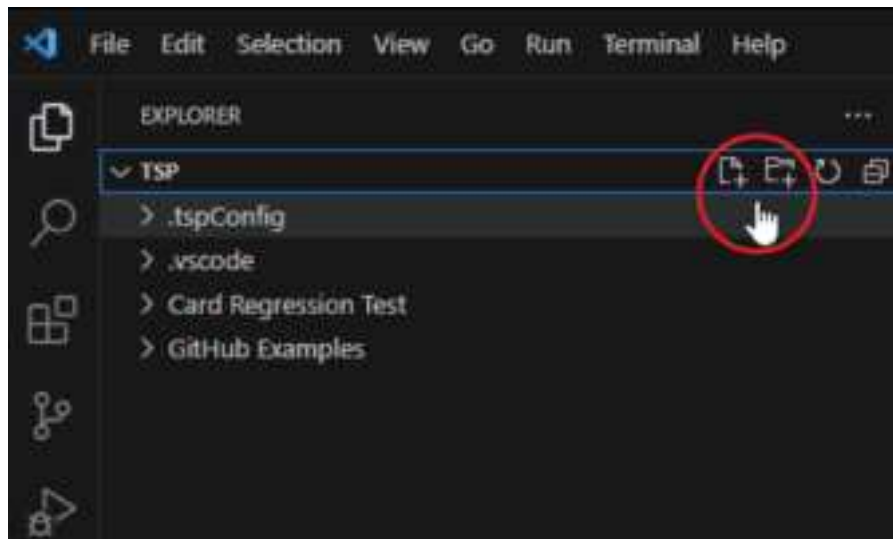 File Edit Selection View Go Run Terminal Help
EXPLORER
TSP
.tspConfig
.vscode
Card Regression Test
GitHub Examples